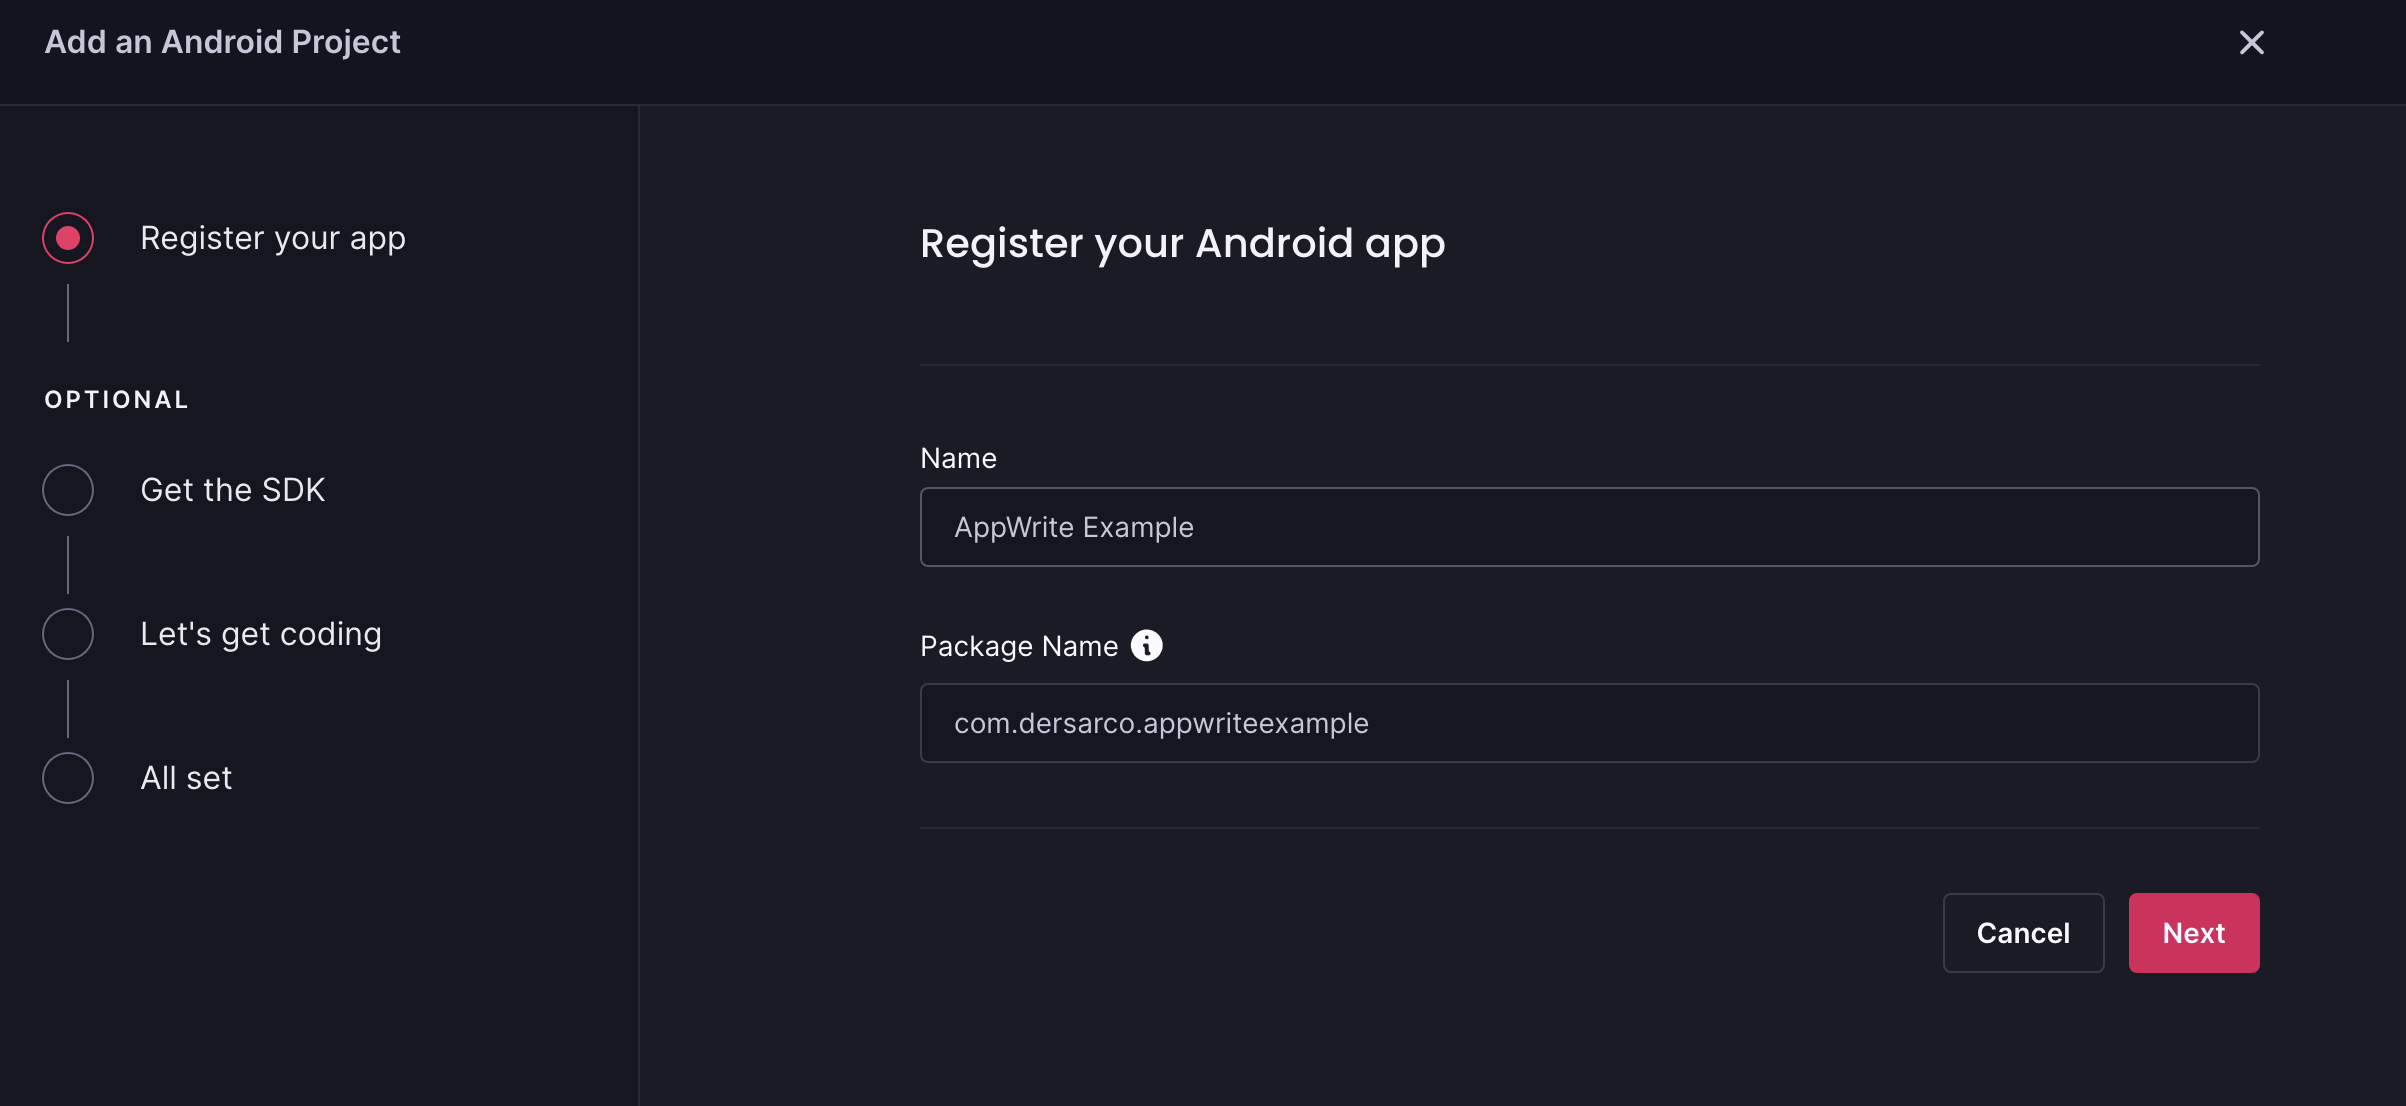 Add an Android Project
Register your app
OPTIONAL
Get the SDK
Let's get coding
All set
Register your Android app
Name
AppWrite Example
Package Name
com.dersarco.appwriteexample
Cancel
Next